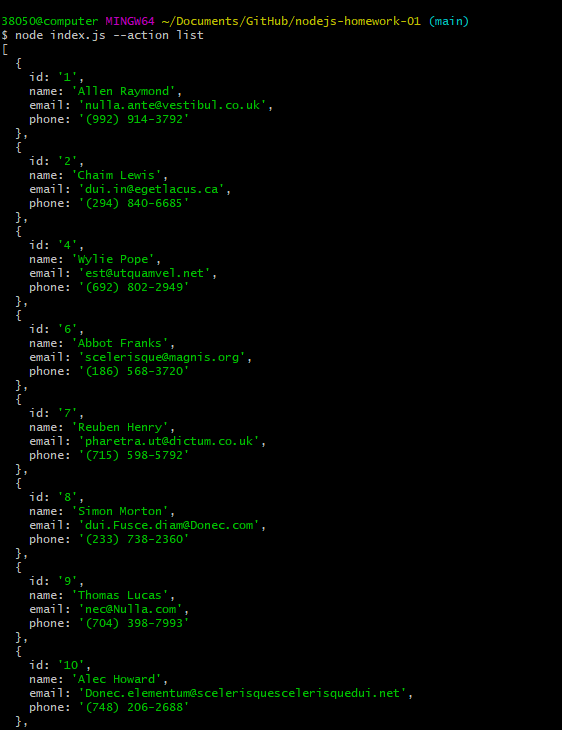 38050@computer MINGW64 ~/Documents/GitHub/nodejs-homework-01 (main)
$ node index.js --action list
[
  {
    id: '1',
    name: 'Allen Raymond',
    email: 'nulla.ante@vestibul.co.uk',
    phone: '(992) 914-3792'
  },
  {
    id: '2',
    name: 'Chaim Lewis',
    email: 'dui.in@egetlacus.ca',
    phone: '(294) 840-6685'
  },
  {
    id: '4',
    name: 'Wylie Pope',
    email: 'est@utquamvel.net',
    phone: '(692) 802-2949'
  },
  {
    id: '6',
    name: 'Abbot Franks',
    email: 'scelerisque@magnis.org',
    phone: '(186) 568-3720'
  },
  {
    id: '7',
    name: 'Reuben Henry',
    email: 'pharetra.ut@dictum.co.uk',
    phone: '(715) 598-5792'
  },
  {
    id: '8',
    name: 'Simon Morton',
    email: 'dui.Fusce.diam@Donec.com',
    phone: '(233) 738-2360'
  },
  {
    id: '9',
    name: 'Thomas Lucas',
    email: 'nec@Nulla.com',
    phone: '(704) 398-7993'
  },
  {
    id: '10',
    name: 'Alec Howard',
    email: 'Donec.elementum@scelerisquescelerisquedui.net',
    phone: '(748) 206-2688'
  },